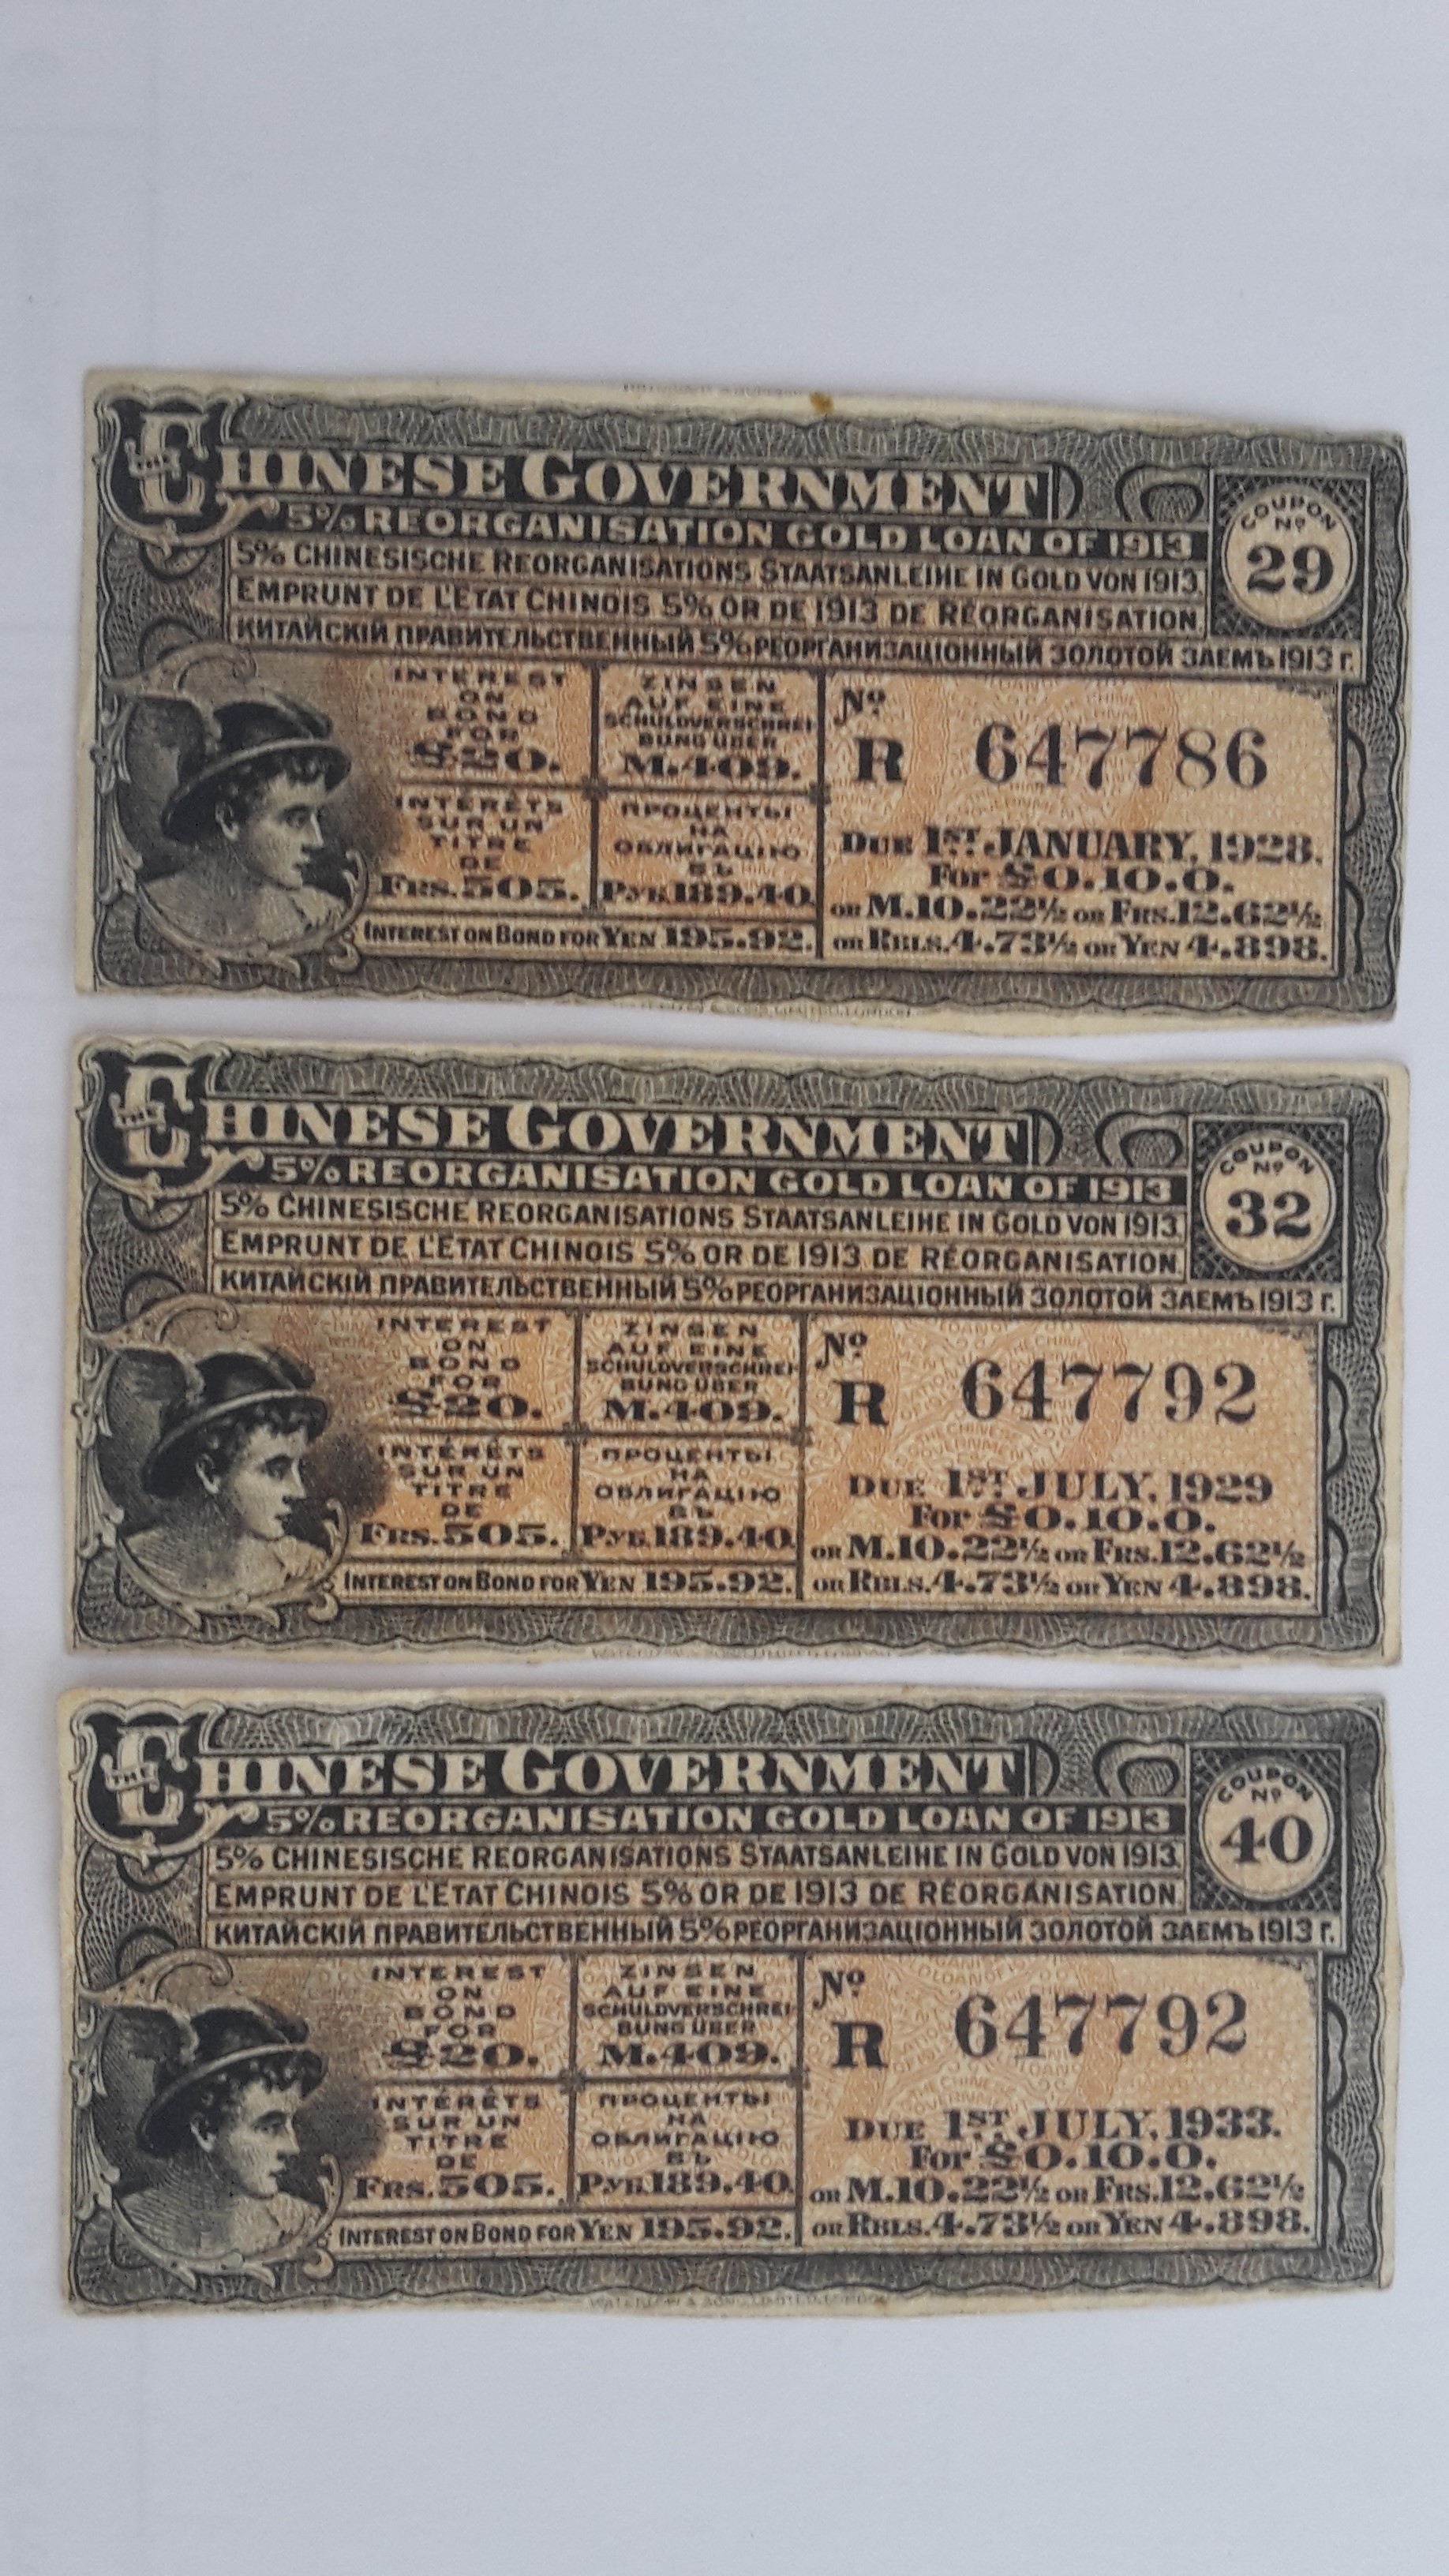 THE CHINESE GOVERNMENT
5% REORGANISATION GOLD LOAN OF 1913
5% CHINESISCHE REORGANISATIONS STAATSANLEIHE IN GOLD VON 1913.
EMPRUNT DE L'ETAT CHINOIS 5% OR DE 1913 DE RÉORGANISATION.
КИТАЙСКІЙ ПРАВИТЕЛЬСТВЕННЫЙ 5% РЕОРГАНИЗАЦІОННЫЙ ЗОЛОТОЙ ЗАЕМЪ 1913 г.
COUPON
No
29
INTEREST
ON
BOND
FOR
£20.
ZINSEN
AUF EINE
SCHULDVERSCHREI
BUNG ÜBER
M.409.
INTÉRÊTS
SUR UN
TITRE
DE
FRS.505.
ПРОЦЕНТЫ
НА
ОБЛИГАЦІЮ
ВЪ
РУБ.189.40.
INTEREST ON BOND FOR YEN 195.92.
No
R 647786
DUE 1ST JANUARY, 1928.
FOR £0.10.0.
OR M.10.22½ OR FRS.12.62½
OR RBLS.4.73½ OR YEN 4.898.
LIMITED, LONDON
THE CHINESE GOVERNMENT
5% REORGANISATION GOLD LOAN OF 1913
5% CHINESISCHE REORGANISATIONS STAATSANLEIHE IN GOLD VON 1913.
EMPRUNT DE L'ETAT CHINOIS 5% OR DE 1913 DE RÉORGANISATION.
КИТАЙСКІЙ ПРАВИТЕЛЬСТВЕННЫЙ 5% РЕОРГАНИЗАЦІОННЫЙ ЗОЛОТОЙ ЗАЕМЪ 1913 г.
COUPON
No
32
INTEREST
ON
BOND
FOR
£20.
ZINSEN
AUF EINE
SCHULDVERSCHREI
BUNG ÜBER
M.409.
INTÉRÊTS
SUR UN
TITRE
DE
FRS.505.
ПРОЦЕНТЫ
НА
ОБЛИГАЦІЮ
ВЪ
РУБ.189.40.
INTEREST ON BOND FOR YEN 195.92.
No
R 647792
DUE 1ST JULY, 1929
FOR £0.10.0.
OR M.10.22½ OR FRS.12.62½
OR RBLS.4.73½ OR YEN 4.898.
THE CHINESE GOVERNMENT
5% REORGANISATION GOLD LOAN OF 1913
5% CHINESISCHE REORGANISATIONS STAATSANLEIHE IN GOLD VON 1913.
EMPRUNT DE L'ETAT CHINOIS 5% OR DE 1913 DE RÉORGANISATION.
КИТАЙСКІЙ ПРАВИТЕЛЬСТВЕННЫЙ 5% РЕОРГАНИЗАЦІОННЫЙ ЗОЛОТОЙ ЗАЕМЪ 1913 г.
COUPON
No
40
INTEREST
ON
BOND
FOR
£20.
ZINSEN
AUF EINE
SCHULDVERSCHREI
BUNG ÜBER
M.409.
INTÉRÊTS
SUR UN
TITRE
DE
FRS.505.
ПРОЦЕНТЫ
НА
ОБЛИГАЦІЮ
ВЪ
РУБ.189.40.
INTEREST ON BOND FOR YEN 195.92.
No
R 647792
DUE 1ST JULY, 1933.
FOR £0.10.0.
OR M.10.22½ OR FRS.12.62½
OR RBLS.4.73½ OR YEN 4.898.
WATERLOW & SONS LIMITED, LONDON